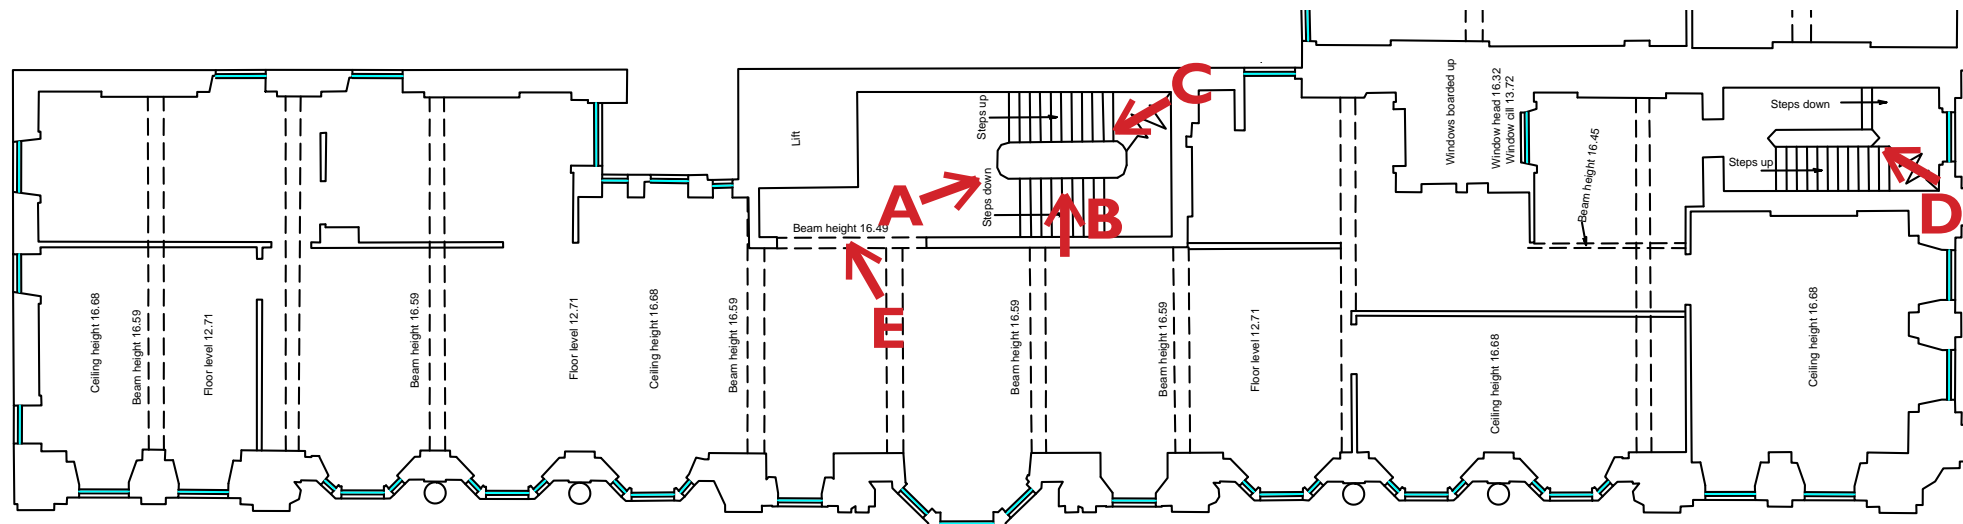 Ceiling height 16.68
Beam height 16.59
Floor level 12.71
Beam height 16.59
Floor level 12.71
Ceiling height 16.68
Beam height 16.59
Lift
Beam height 16.49
Steps up
Steps down
A
B
C
E
Beam height 16.59
Beam height 16.59
Floor level 12.71
Windows boarded up
Window head 16.32
Window cill 13.72
Beam height 16.45
Ceiling height 16.68
Steps down
Steps up
D
Ceiling height 16.68